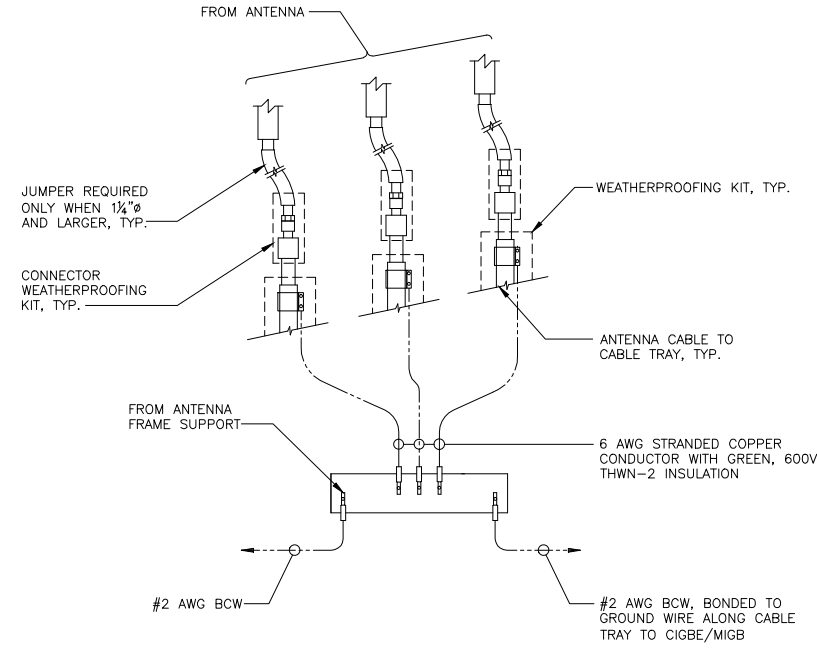 FROM ANTENNA
JUMPER REQUIRED
ONLY WHEN 1¼"ø
AND LARGER, TYP.
WEATHERPROOFING KIT, TYP.
CONNECTOR
WEATHERPROOFING
KIT, TYP.
ANTENNA CABLE TO
CABLE TRAY, TYP.
FROM ANTENNA
FRAME SUPPORT
6 AWG STRANDED COPPER
CONDUCTOR WITH GREEN, 600V
THWN-2 INSULATION
#2 AWG BCW
#2 AWG BCW, BONDED TO
GROUND WIRE ALONG CABLE
TRAY TO CIGBE/MIGB